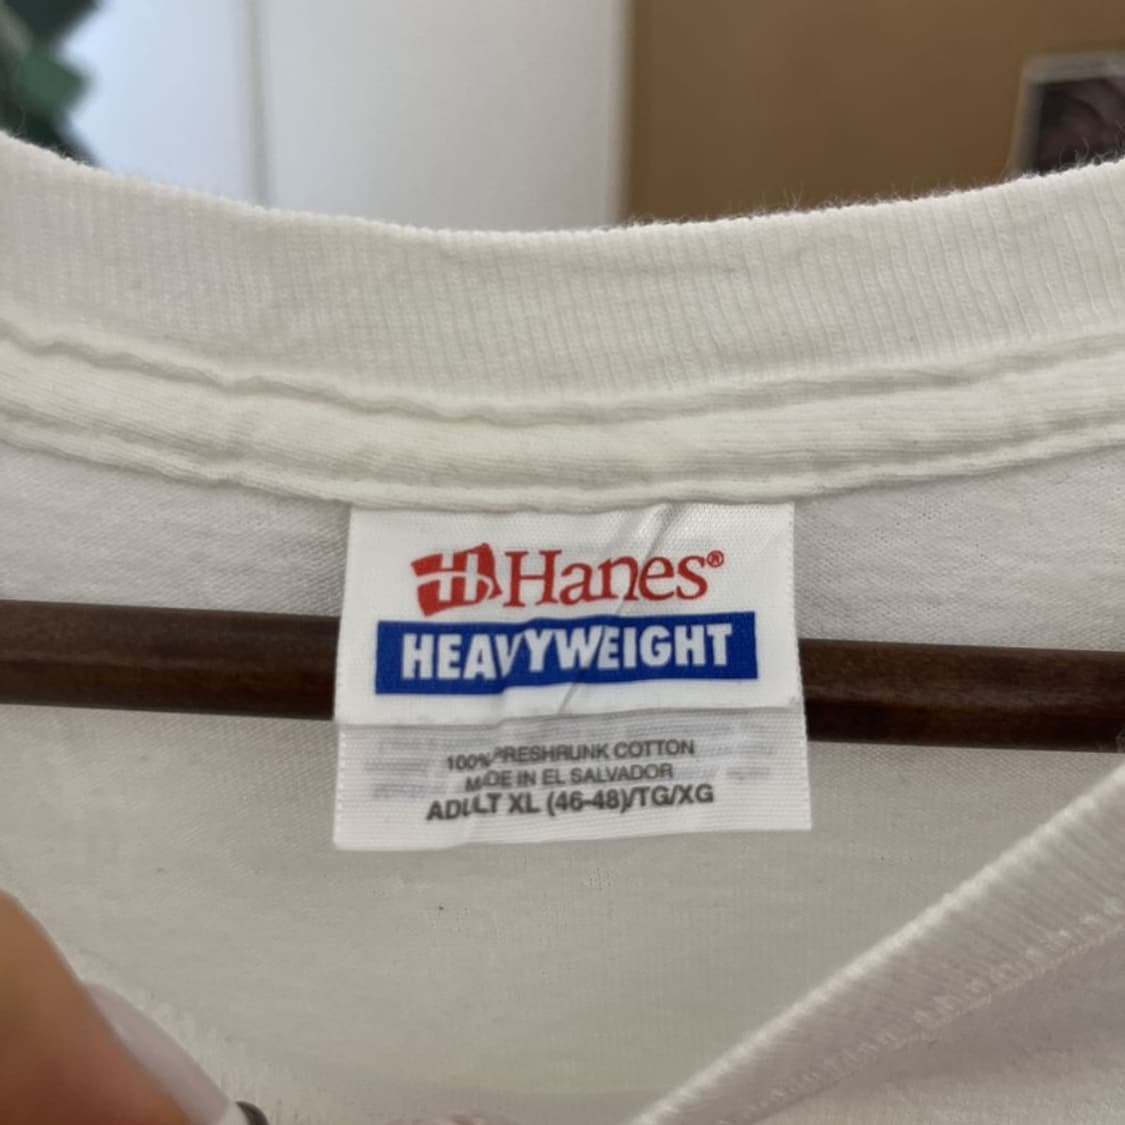 Hanes®
HEAVYWEIGHT
100% PRESHRUNK COTTON
MADE IN EL SALVADOR
ADULT XL (46-48)/TG/XG